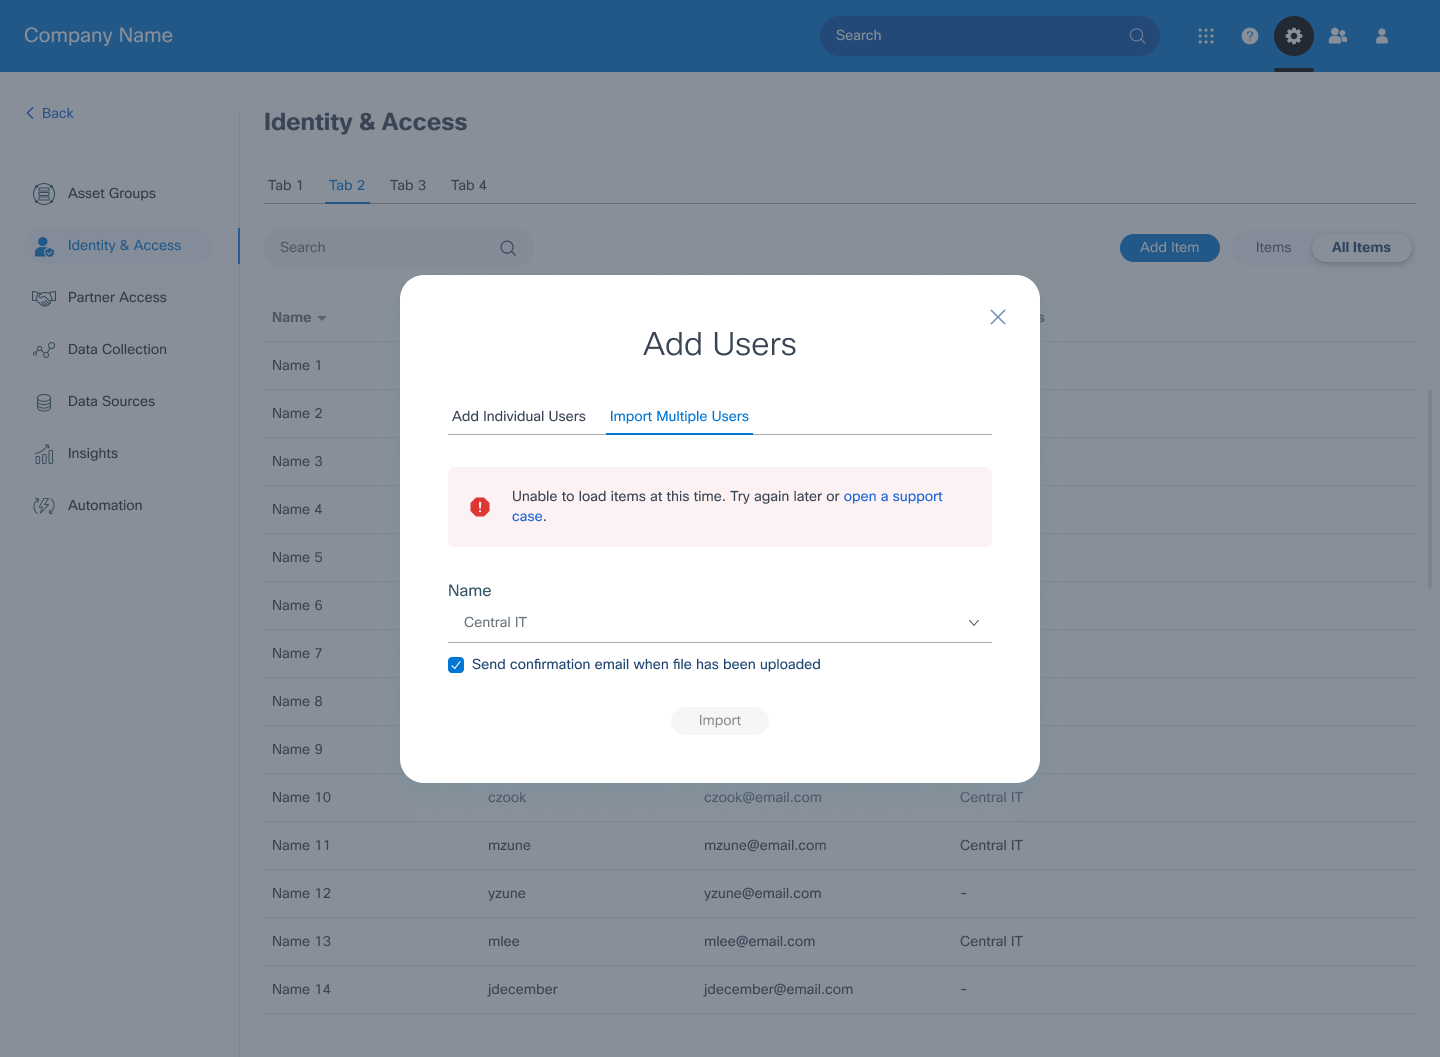 Company Name
Search
Back
Identity & Access
Tab 1 Tab 2 Tab 3 Tab 4
Asset Groups
Identity & Access
Partner Access
Data Collection
Data Sources
Insights
Automation
Search
Add Item
Items
All Items
Name
Name 1
Name 2
Name 3
Name 4
Name 5
Name 6
Name 7
Name 8
Name 9
Name 10 czook czook@email.com Central IT
Name 11 mzune mzune@email.com Central IT
Name 12 yzune yzune@email.com -
Name 13 mlee mlee@email.com Central IT
Name 14 jdecember jdecember@email.com -
Add Users
Add Individual Users Import Multiple Users
Unable to load items at this time. Try again later or open a support
case.
Name
Central IT
Send confirmation email when file has been uploaded
Import